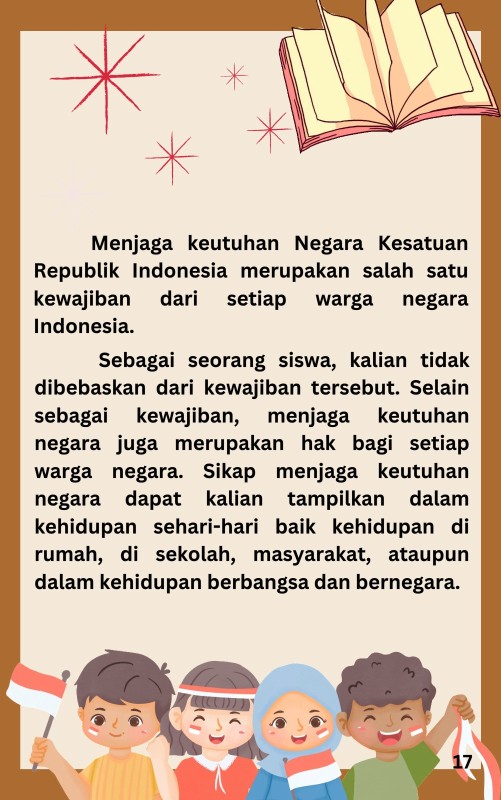 Menjaga keutuhan Negara Kesatuan
Republik Indonesia merupakan salah satu
kewajiban dari setiap warga negara
Indonesia.
Sebagai seorang siswa, kalian tidak
dibebaskan dari kewajiban tersebut. Selain
sebagai kewajiban, menjaga keutuhan
negara juga merupakan hak bagi setiap
warga negara. Sikap menjaga keutuhan
negara dapat kalian tampilkan dalam
kehidupan sehari-hari baik kehidupan di
rumah, di sekolah, masyarakat, ataupun
dalam kehidupan berbangsa dan bernegara.
17